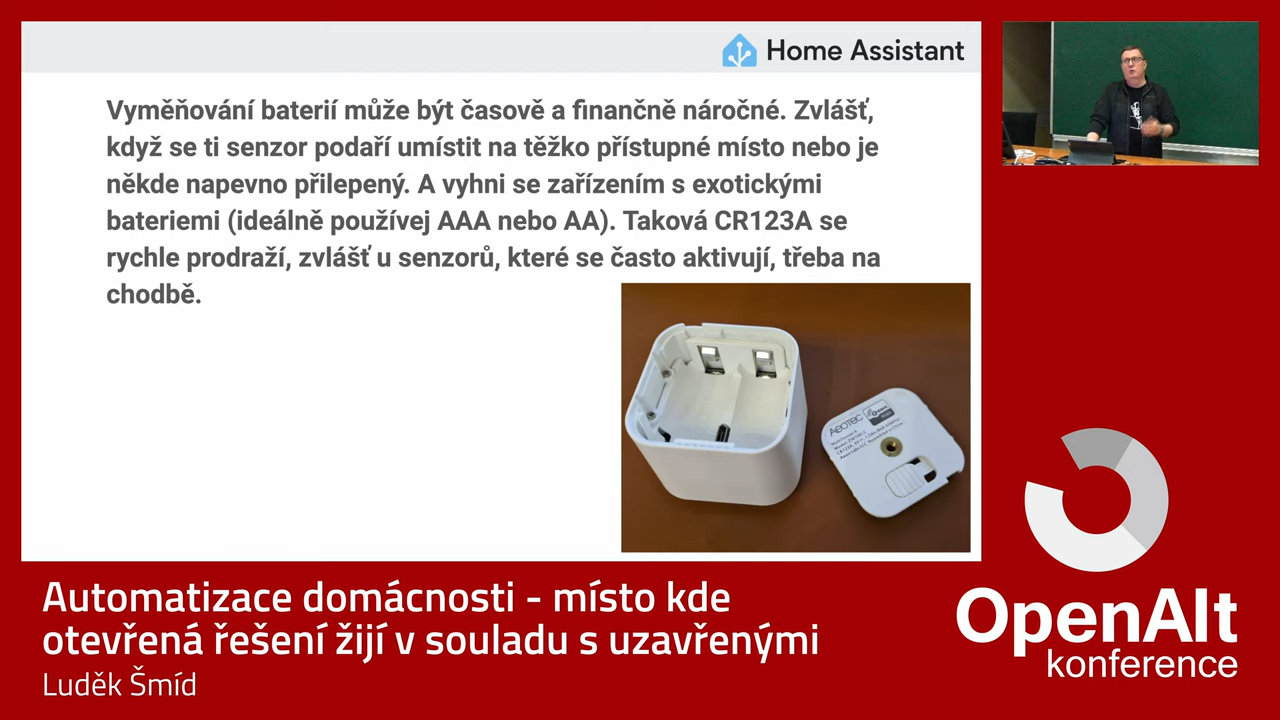 Home Assistant
Vyměňování baterií může být časově a finančně náročné. Zvlášť,
když se ti senzor podaří umístit na těžko přístupné místo nebo je
někde napevno přilepený. A vyhni se zařízením s exotickými
bateriemi (ideálně používej AAA nebo AA). Taková CR123A se
rychle prodraží, zvlášť u senzorů, které se často aktivují, třeba na
chodbě.
AEOTEC
Automatizace domácnosti - místo kde
otevřená řešení žijí v souladu s uzavřenými
Luděk Šmíd
OpenAlt
konference